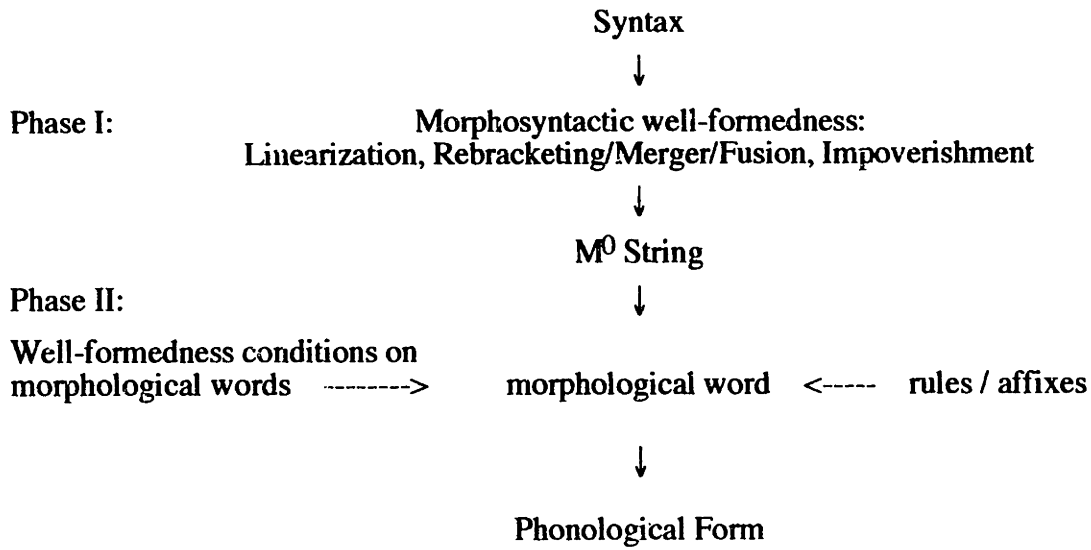 Syntax
↓
Phase I: Morphosyntactic well-formedness:
Linearization, Rebracketing/Merger/Fusion, Impoverishment
↓
M⁰ String
Phase II: ↓
Well-formedness conditions on
morphological words --------> morphological word <----- rules / affixes
↓
Phonological Form